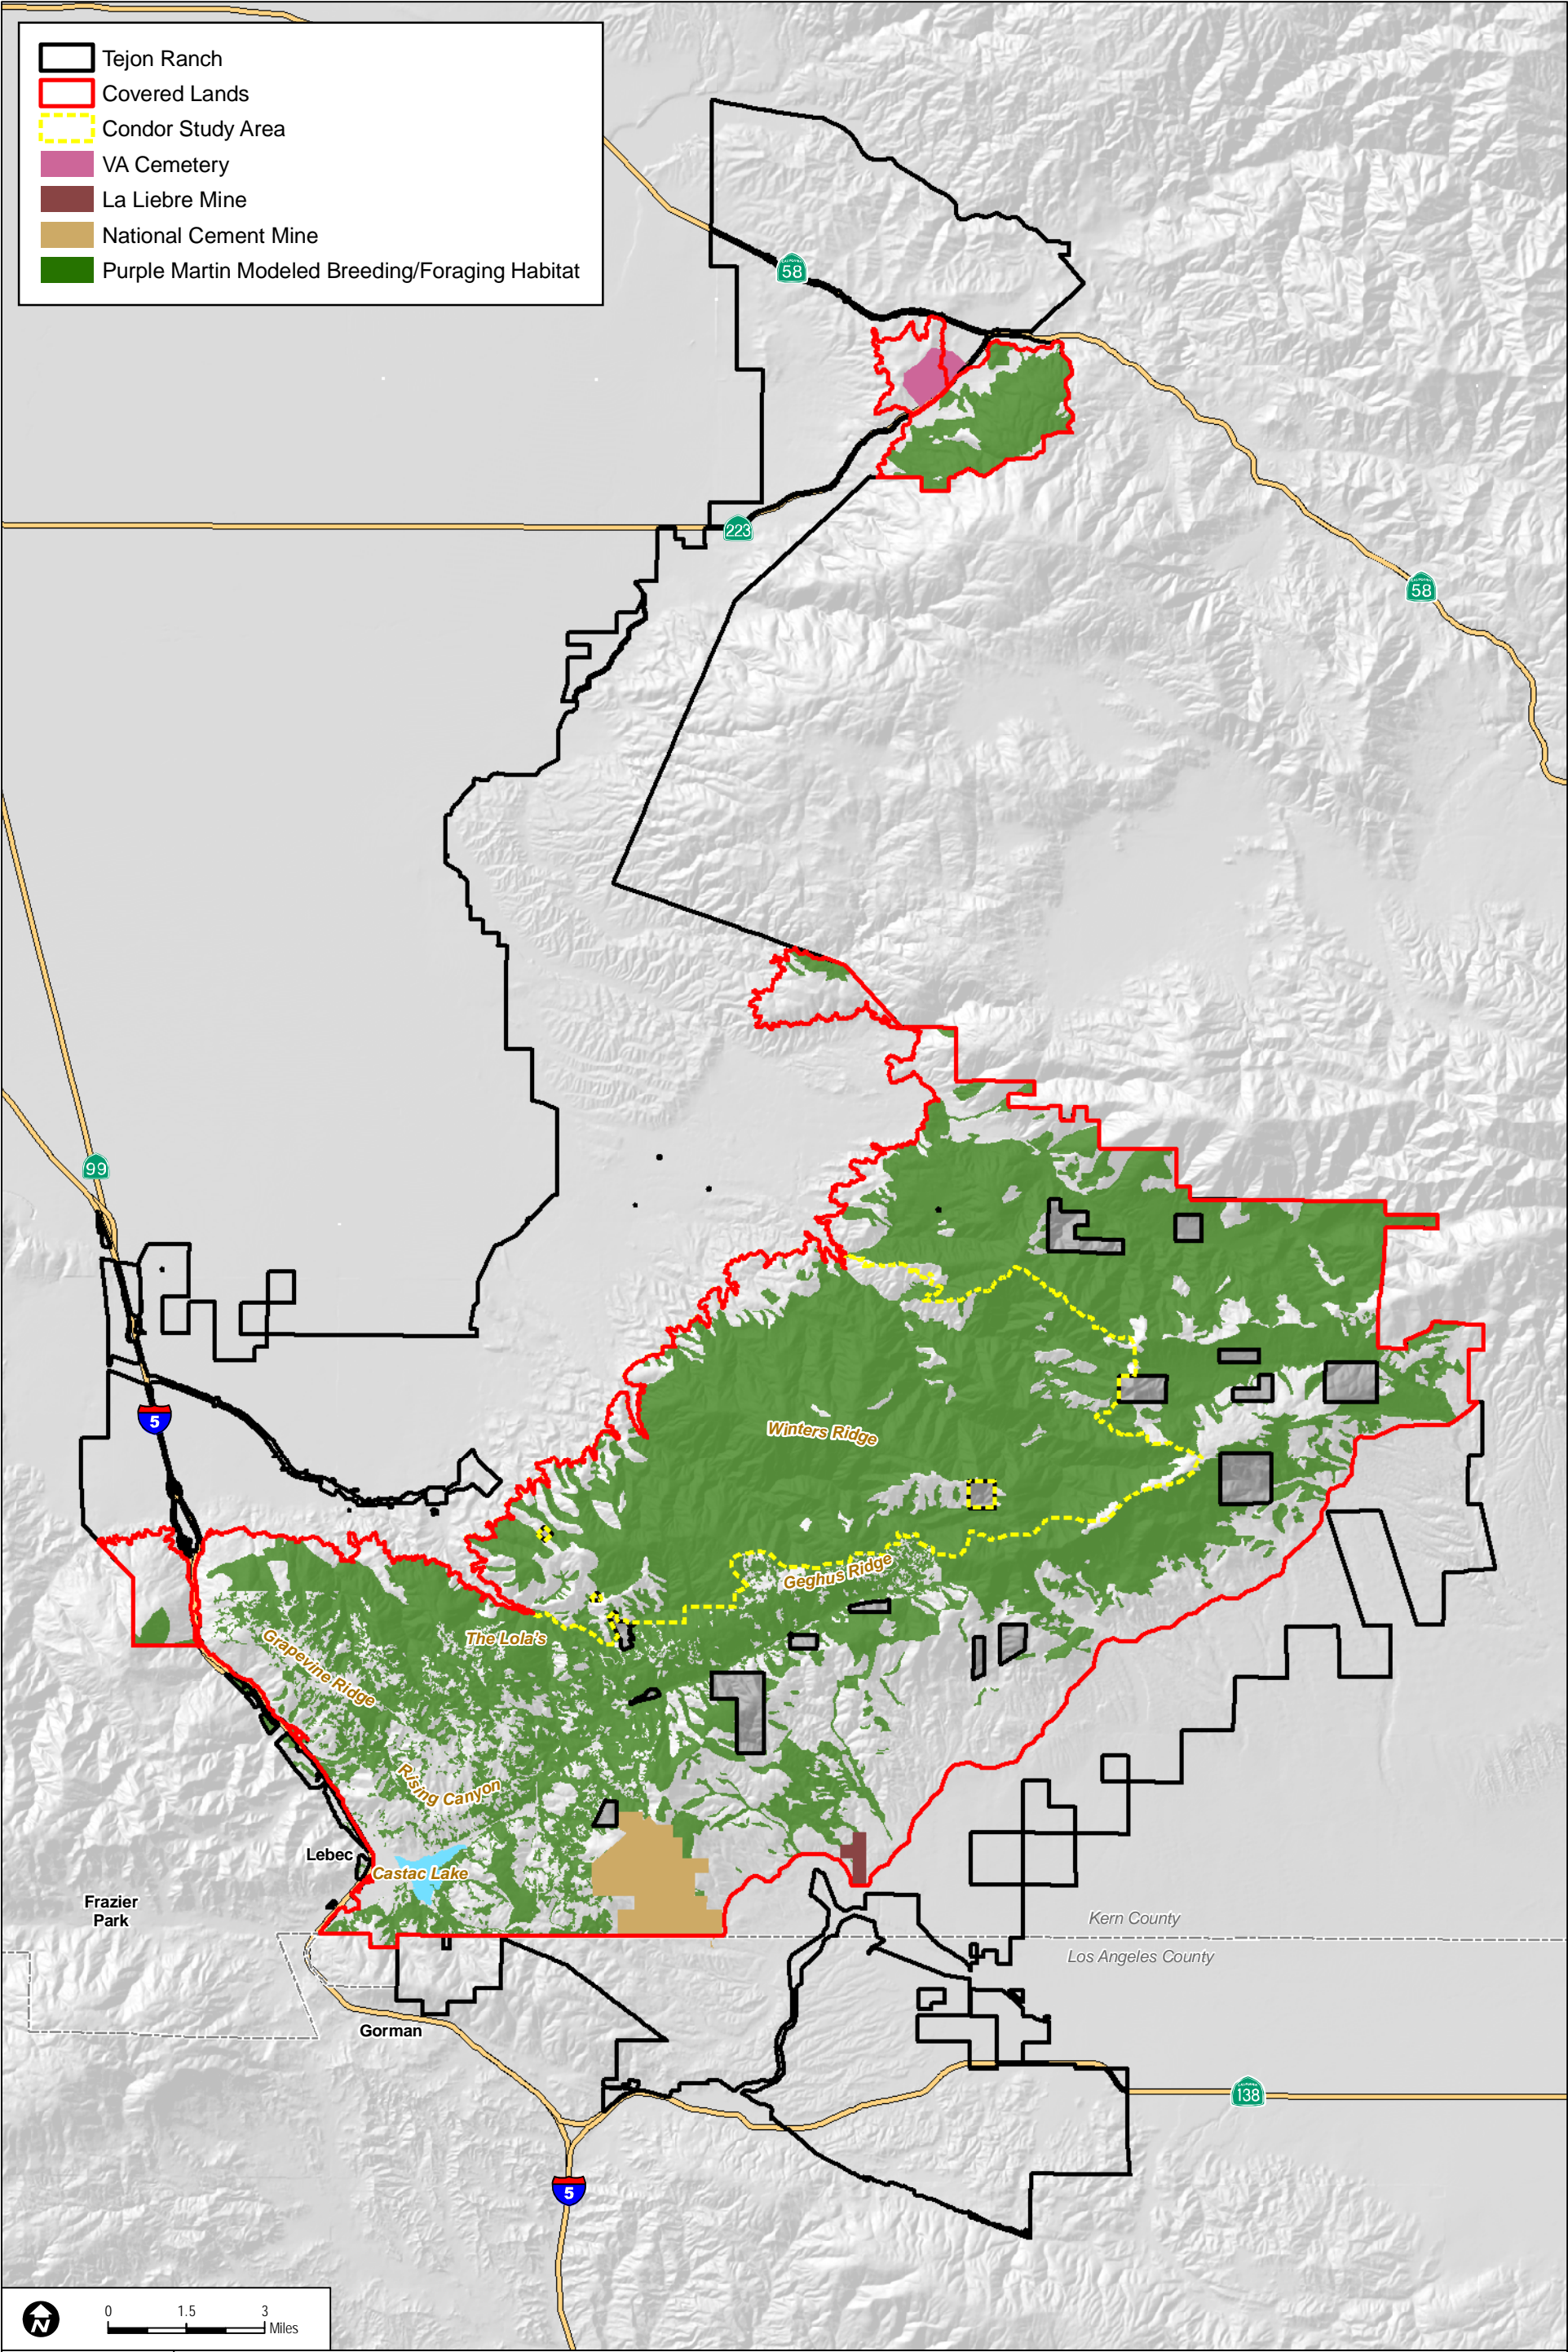 Tejon Ranch
Covered Lands
Condor Study Area
VA Cemetery
La Liebre Mine
National Cement Mine
Purple Martin Modeled Breeding/Foraging Habitat
58
223
58
99
5
Winters Ridge
Geghus Ridge
The Lola's
Grapevine Ridge
Rising Canyon
Lebec
Castac Lake
Frazier
Park
Kern County
Los Angeles County
Gorman
138
5
N
0 1.5 3
Miles